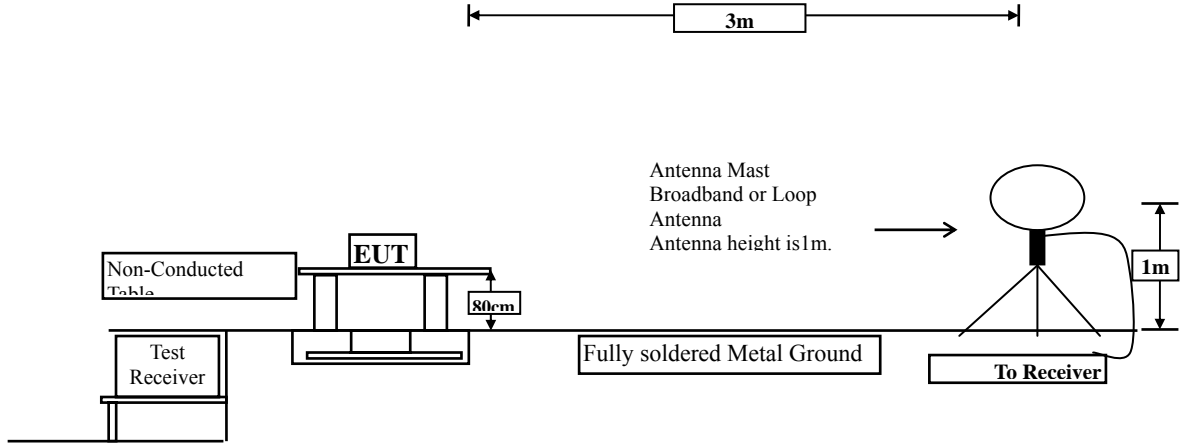 3m
Antenna Mast
Broadband or Loop
Antenna
Antenna height is1m.
EUT
Non-Conducted
Table
80cm
1m
Test
Receiver
Fully soldered Metal Ground
To Receiver